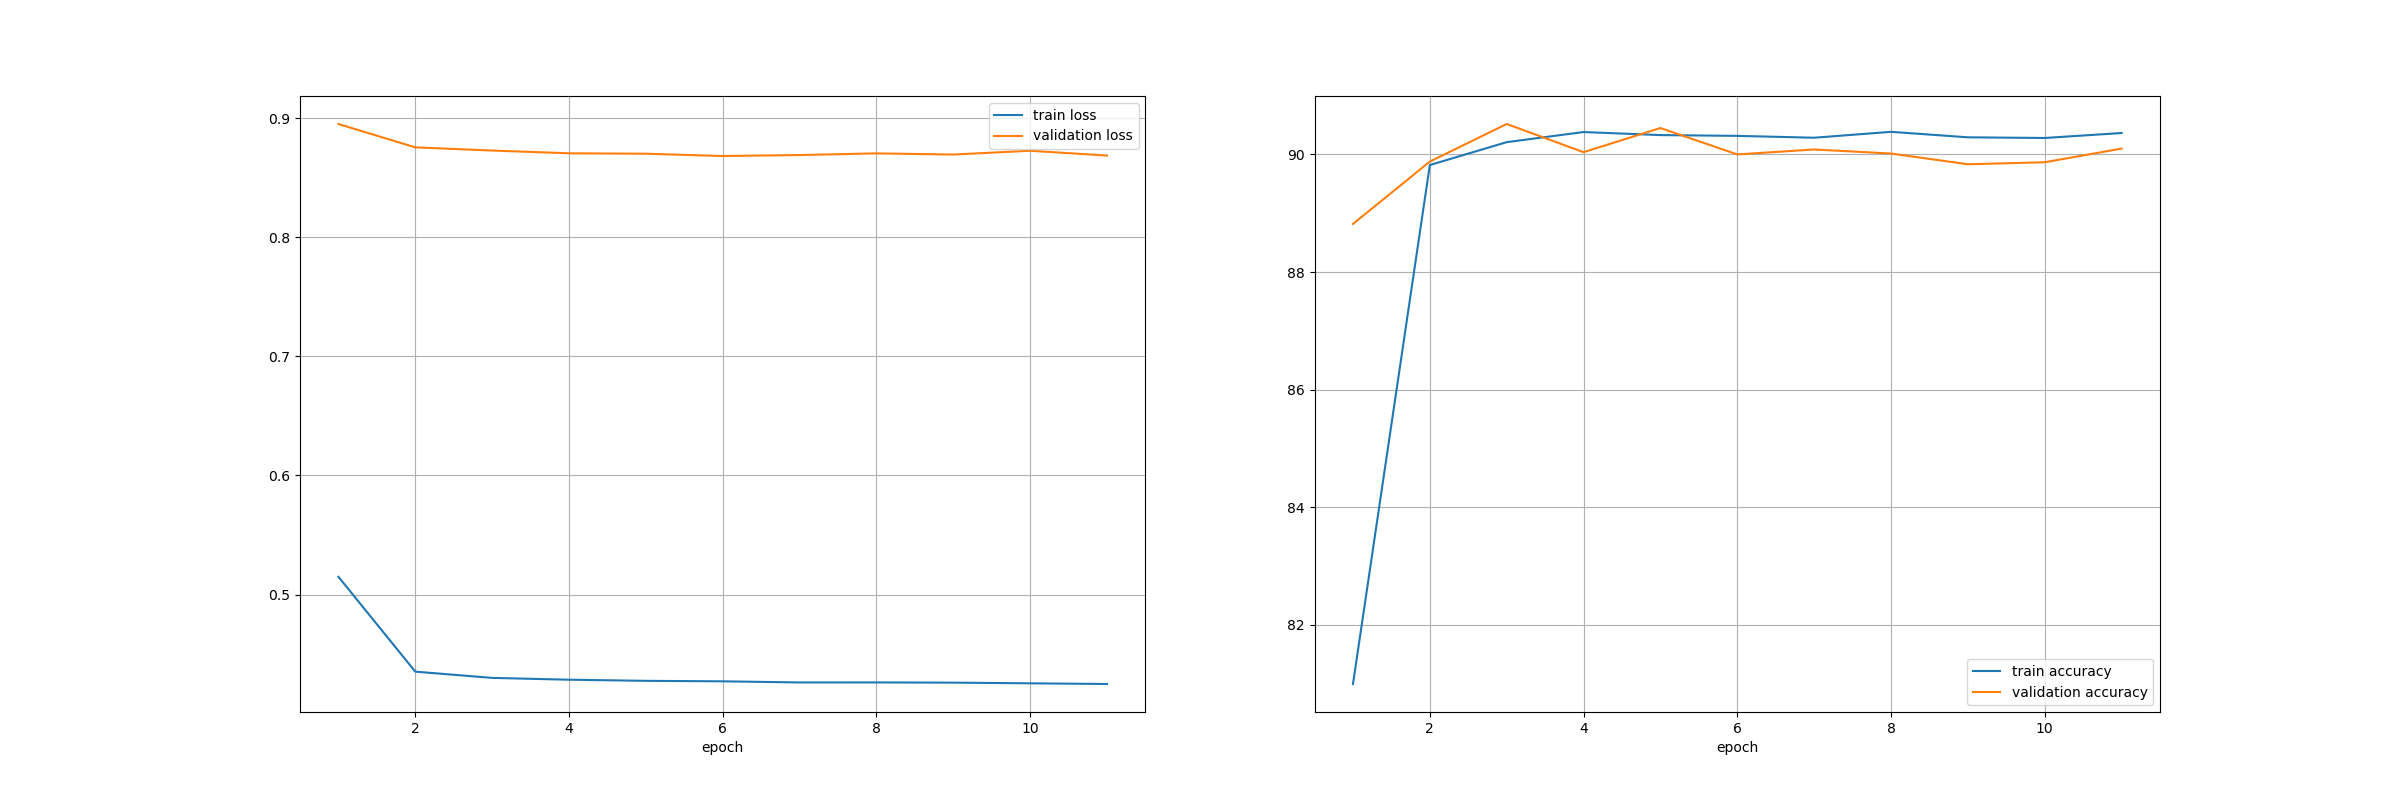 train loss
validation loss
0.9
0.8
0.7
0.6
0.5
2 4 6 8 10
epoch
90
88
86
84
82
train accuracy
validation accuracy
2 4 6 8 10
epoch